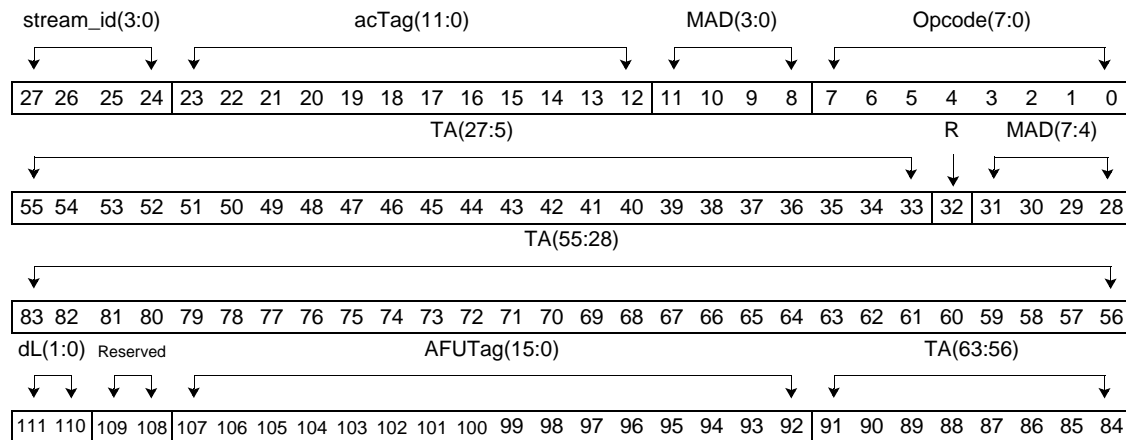 stream_id(3:0) acTag(11:0) MAD(3:0) Opcode(7:0)
27 26 25 24 23 22 21 20 19 18 17 16 15 14 13 12 11 10 9 8 7 6 5 4 3 2 1 0
TA(27:5) R MAD(7:4)
55 54 53 52 51 50 49 48 47 46 45 44 43 42 41 40 39 38 37 36 35 34 33 32 31 30 29 28
TA(55:28)
83 82 81 80 79 78 77 76 75 74 73 72 71 70 69 68 67 66 65 64 63 62 61 60 59 58 57 56
dL(1:0) Reserved AFUTag(15:0) TA(63:56)
111 110 109 108 107 106 105 104 103 102 101 100 99 98 97 96 95 94 93 92 91 90 89 88 87 86 85 84